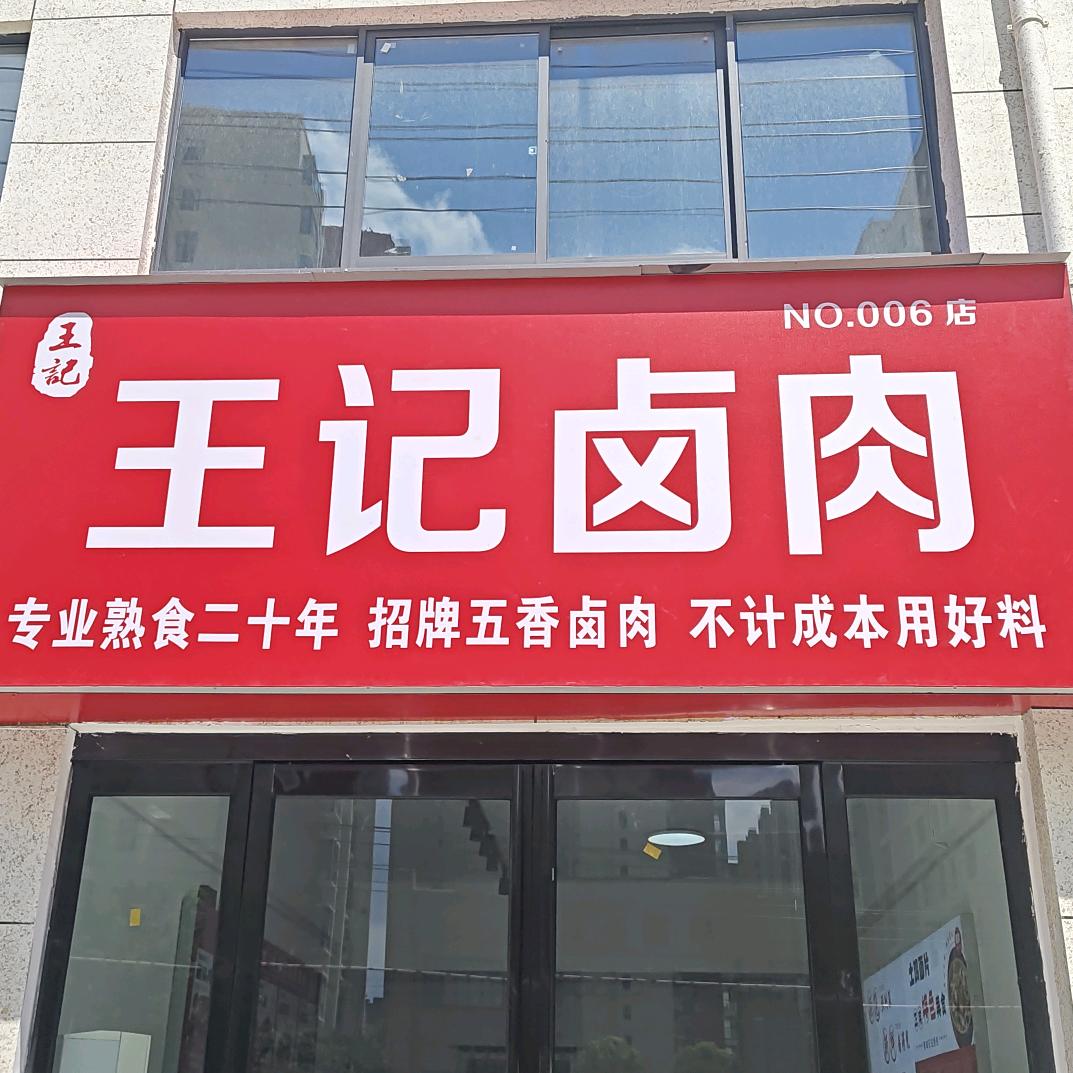 NO.006 店
王
記
王记卤肉
专业熟食二十年 招牌五香卤肉 不计成本用好料